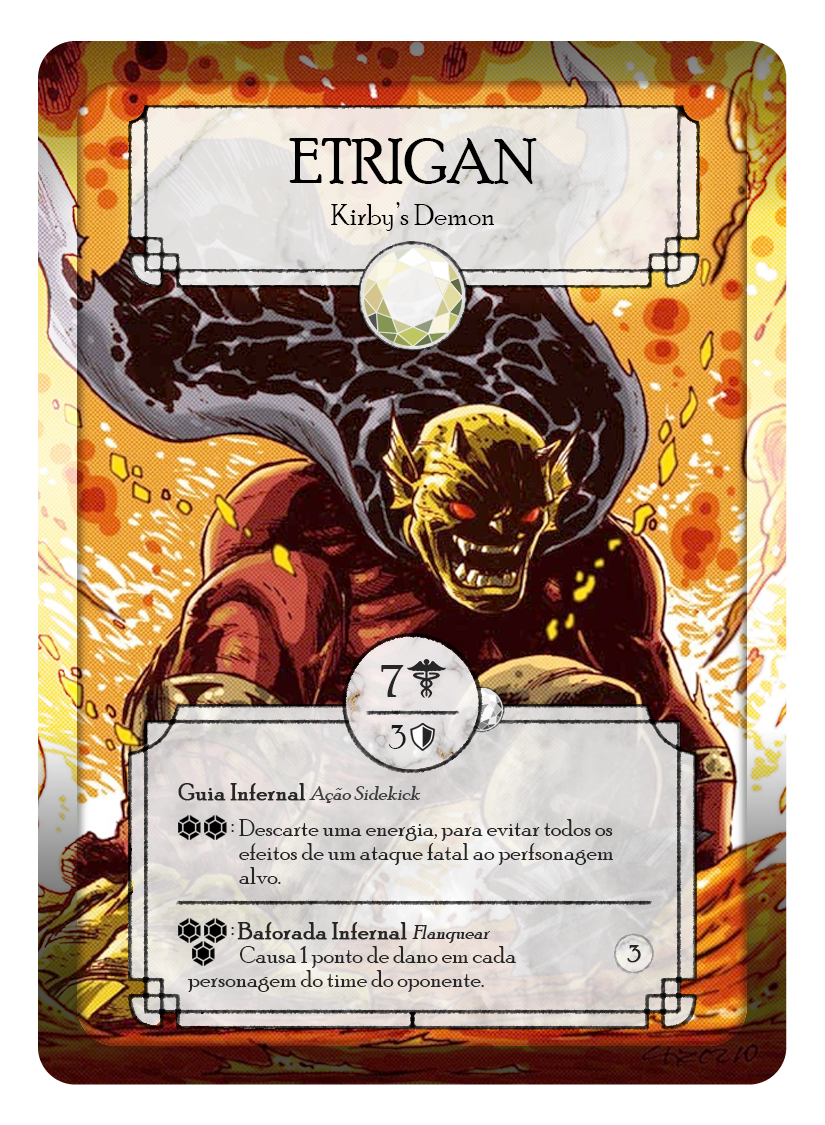 ETRIGAN
Kirby's Demon
7
3
Guia Infernal Ação Sidekick
: Descarte uma energia, para evitar todos os
efeitos de um ataque fatal ao perfsonagem
alvo.
: Baforada Infernal Flanquear
Causa 1 ponto de dano em cada
personagem do time do oponente.
3